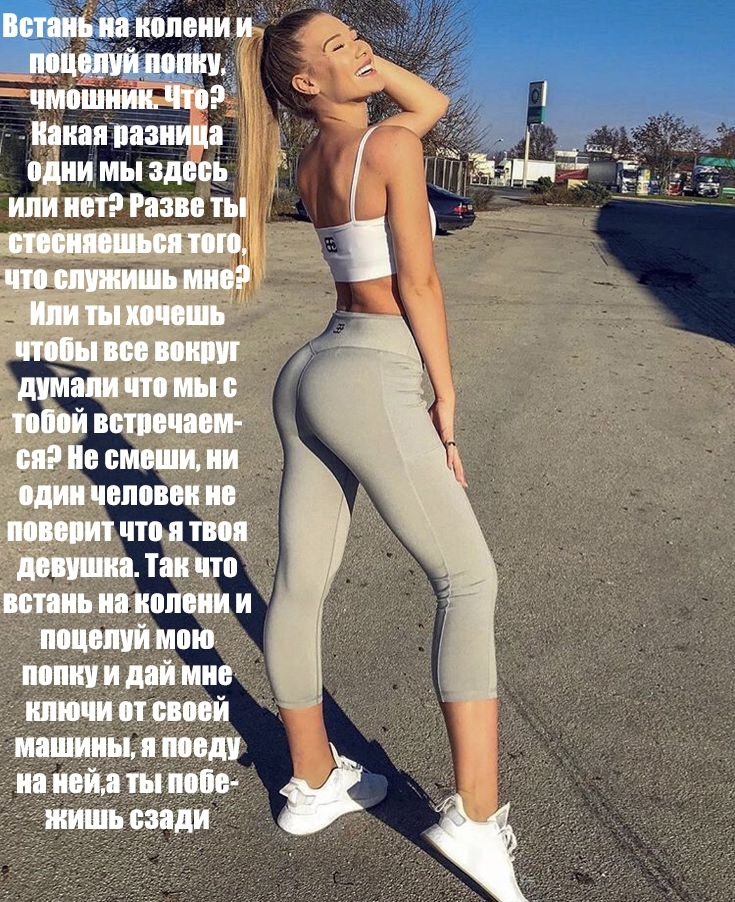 Встань на колени и
поцелуй попку,
чмошник. Что?
Какая разница
одни мы здесь
или нет? Разве ты
стесняешься того,
что служишь мне?
Или ты хочешь
чтобы все вокруг
думали что мы с
тобой встречаем-
ся? Не смеши, ни
один человек не
поверит что я твоя
девушка. Так что
встань на колени и
поцелуй мою
попку и дай мне
ключи от своей
машины, я поеду
на ней,а ты побе-
жишь сзади